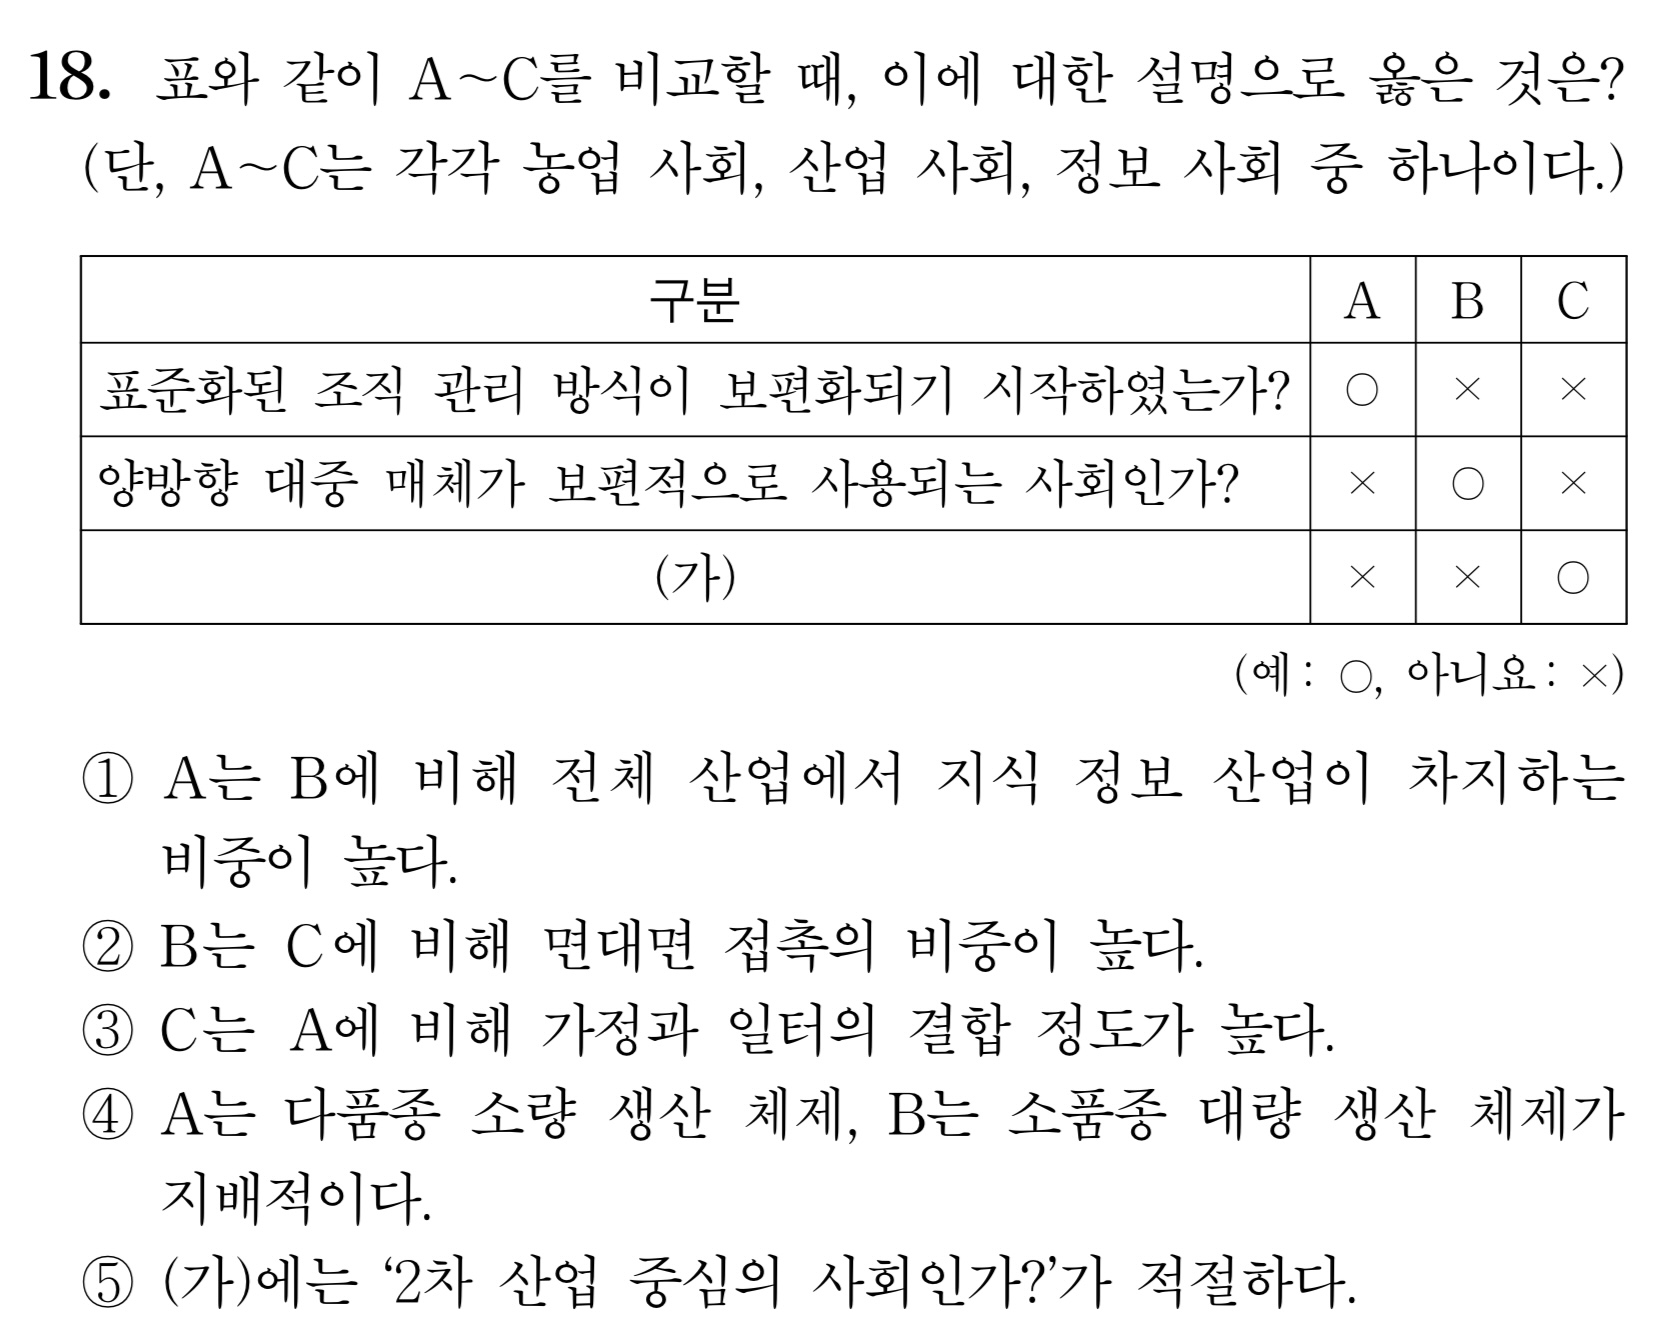 18. 표와 같이 A~C를 비교할 때, 이에 대한 설명으로 옳은 것은?
(단, A~C는 각각 농업 사회, 산업 사회, 정보 사회 중 하나이다.)
구분 A B C
표준화된 조직 관리 방식이 보편화되기 시작하였는가? ○ × ×
양방향 대중 매체가 보편적으로 사용되는 사회인가? × ○ ×
(가) × × ○
(예: ○, 아니요: ×)
① A는 B에 비해 전체 산업에서 지식 정보 산업이 차지하는
비중이 높다.
② B는 C에 비해 면대면 접촉의 비중이 높다.
③ C는 A에 비해 가정과 일터의 결합 정도가 높다.
④ A는 다품종 소량 생산 체제, B는 소품종 대량 생산 체제가
지배적이다.
⑤ (가)에는 ‘2차 산업 중심의 사회인가?’가 적절하다.